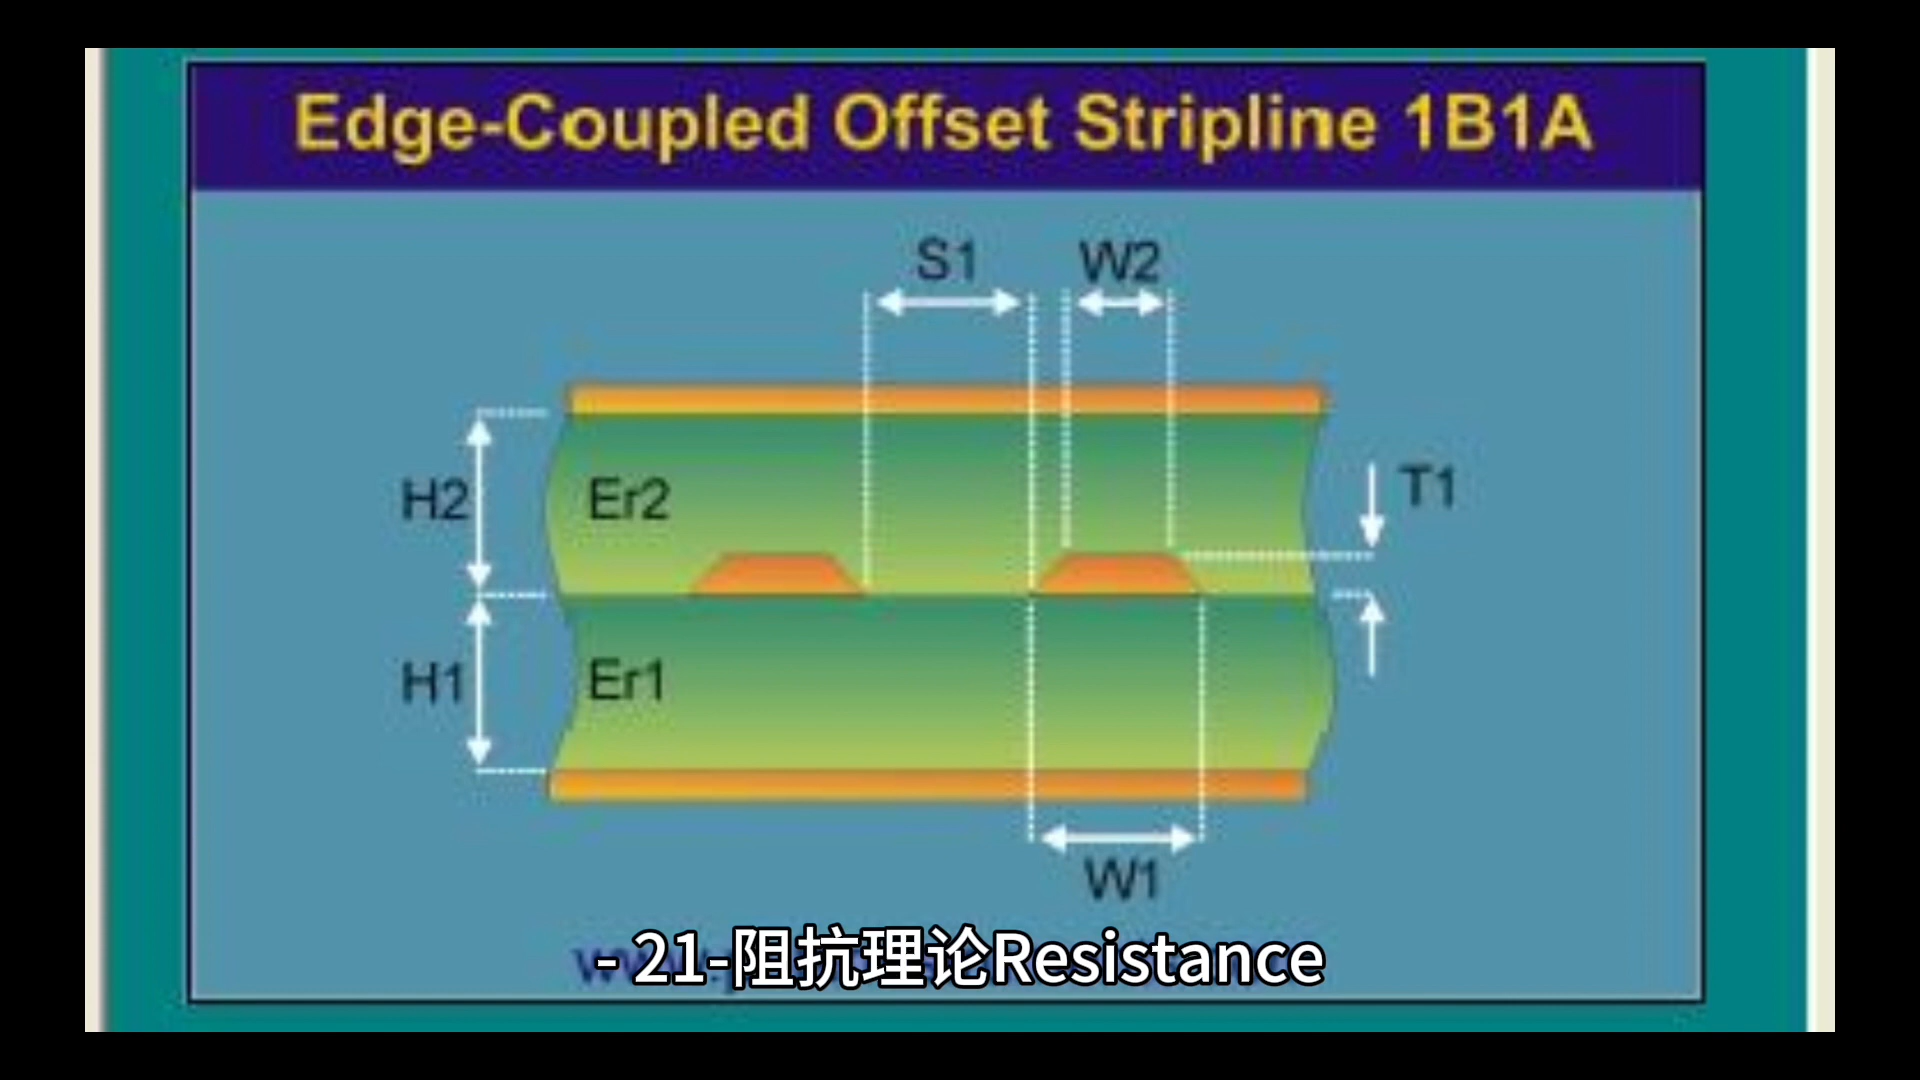 Edge-Coupled Offset Stripline 1B1A
S1
W2
H2
Er2
T1
H1
Er1
W1
- 21-阻抗理论Resistance